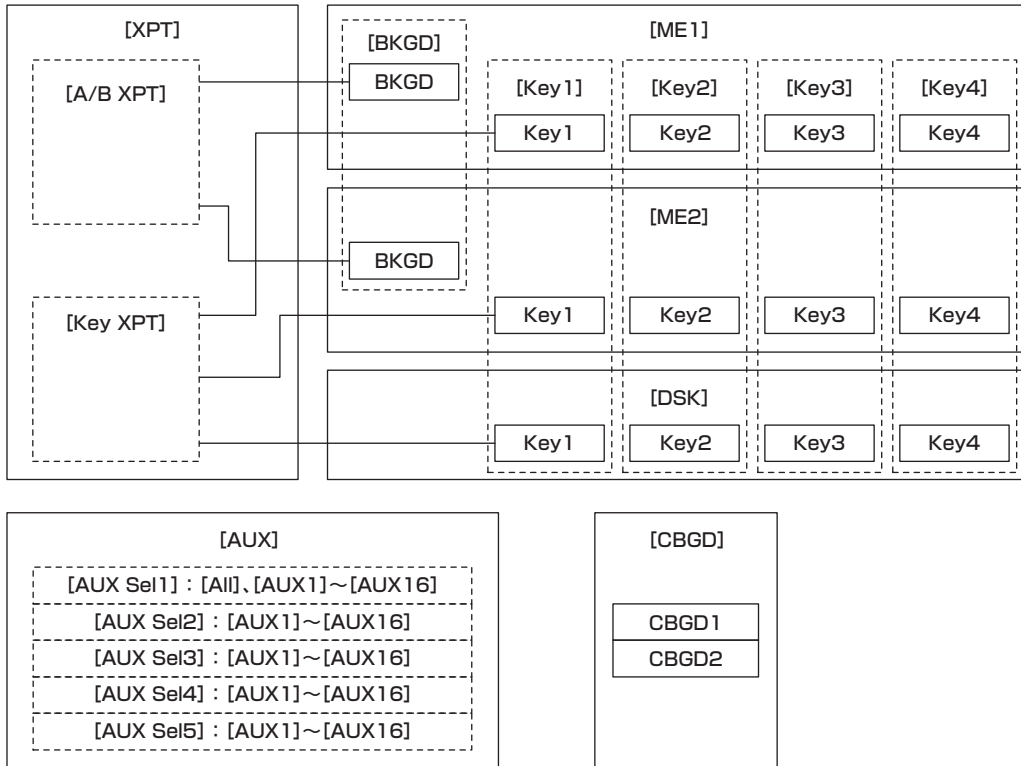 [XPT]
[A/B XPT]
[Key XPT]
[BKGD]
BKGD
BKGD
[ME1]
[Key1] [Key2] [Key3] [Key4]
Key1 Key2 Key3 Key4
[ME2]
Key1 Key2 Key3 Key4
[DSK]
Key1 Key2 Key3 Key4
[AUX]
[AUX Sel1]：[All]、[AUX1]～[AUX16]
[AUX Sel2]：[AUX1]～[AUX16]
[AUX Sel3]：[AUX1]～[AUX16]
[AUX Sel4]：[AUX1]～[AUX16]
[AUX Sel5]：[AUX1]～[AUX16]
[CBGD]
CBGD1
CBGD2